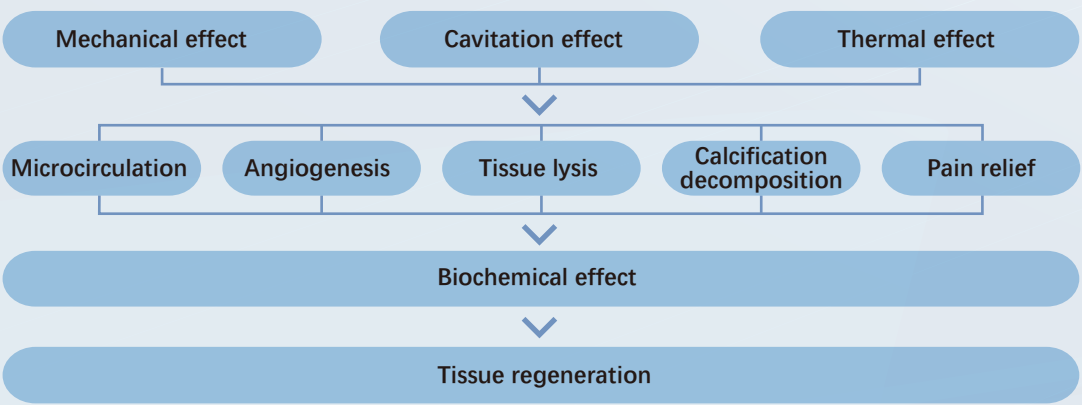 Mechanical effect
Cavitation effect
Thermal effect
Microcirculation
Angiogenesis
Tissue lysis
Calcification
decomposition
Pain relief
Biochemical effect
Tissue regeneration